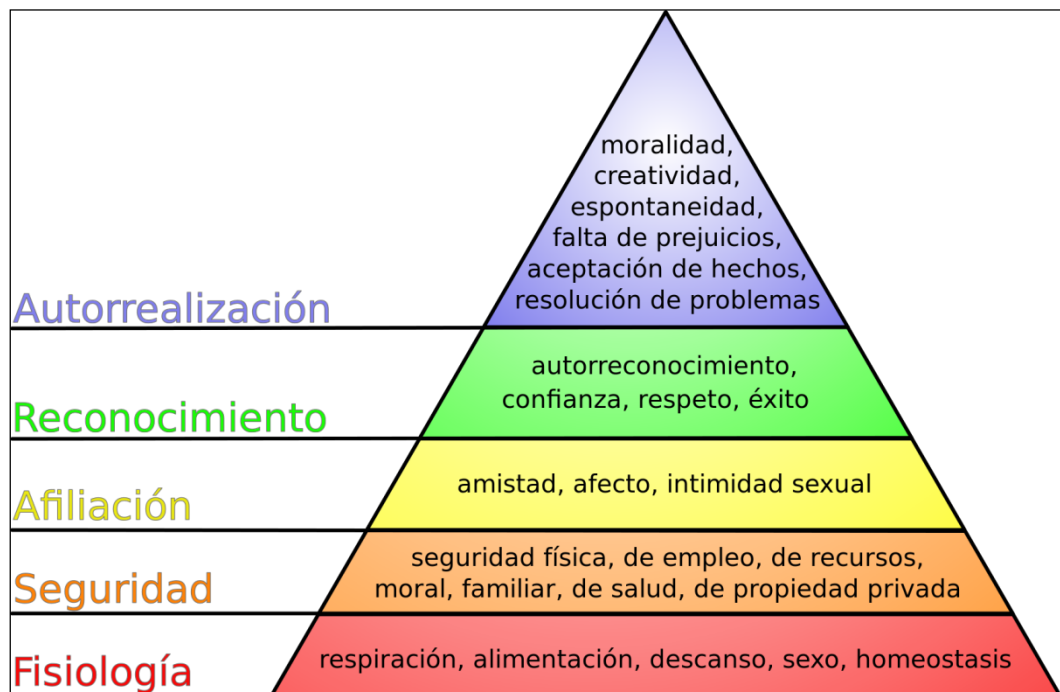 moralidad,
creatividad,
espontaneidad,
falta de prejuicios,
aceptación de hechos,
resolución de problemas
Autorrealización
autorreconocimiento,
confianza, respeto, éxito
Reconocimiento
amistad, afecto, intimidad sexual
Afiliación
seguridad física, de empleo, de recursos,
moral, familiar, de salud, de propiedad privada
Seguridad
respiración, alimentación, descanso, sexo, homeostasis
Fisiología